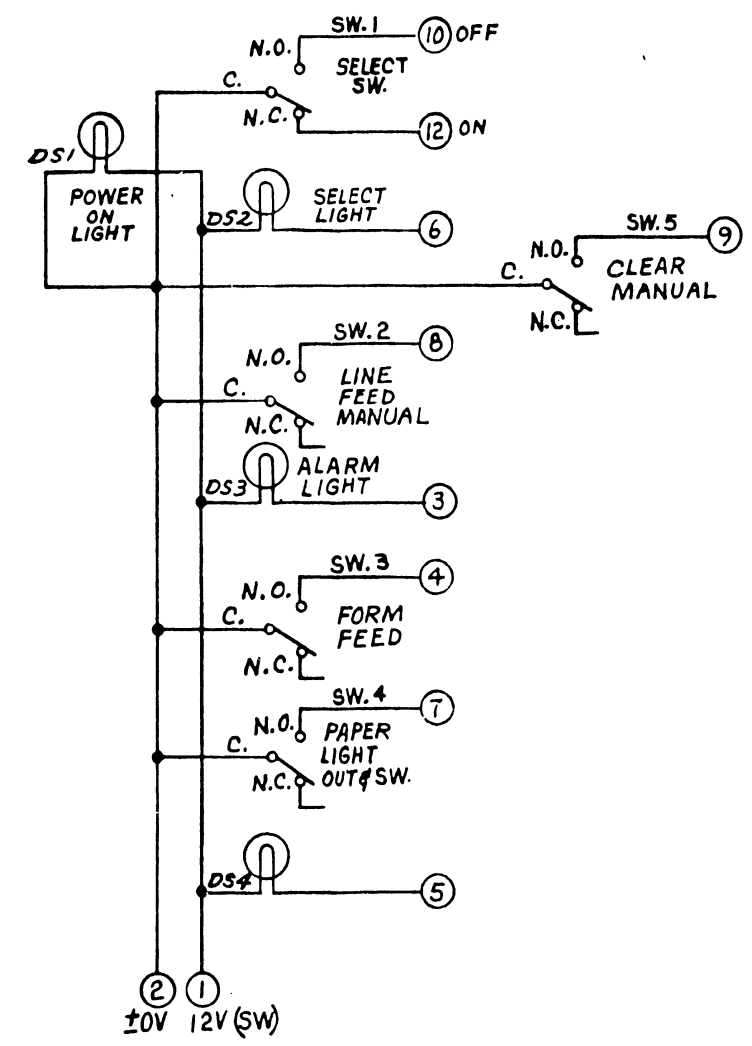 SW.1
10 OFF
N.O.
SELECT
SW.
C.
N.C.
12 ON
DS1
POWER
ON
LIGHT
SELECT
LIGHT
DS2
6
SW.5
9
N.O.
C.
CLEAR
MANUAL
N.C.
SW.2
8
N.O.
LINE
FEED
MANUAL
C.
N.C.
ALARM
LIGHT
DS3
3
SW.3
4
N.O.
C.
FORM
FEED
N.C.
SW.4
7
N.O.
PAPER
LIGHT
OUT & SW.
C.
N.C.
DS4
5
2
1
±0V
12V (SW)